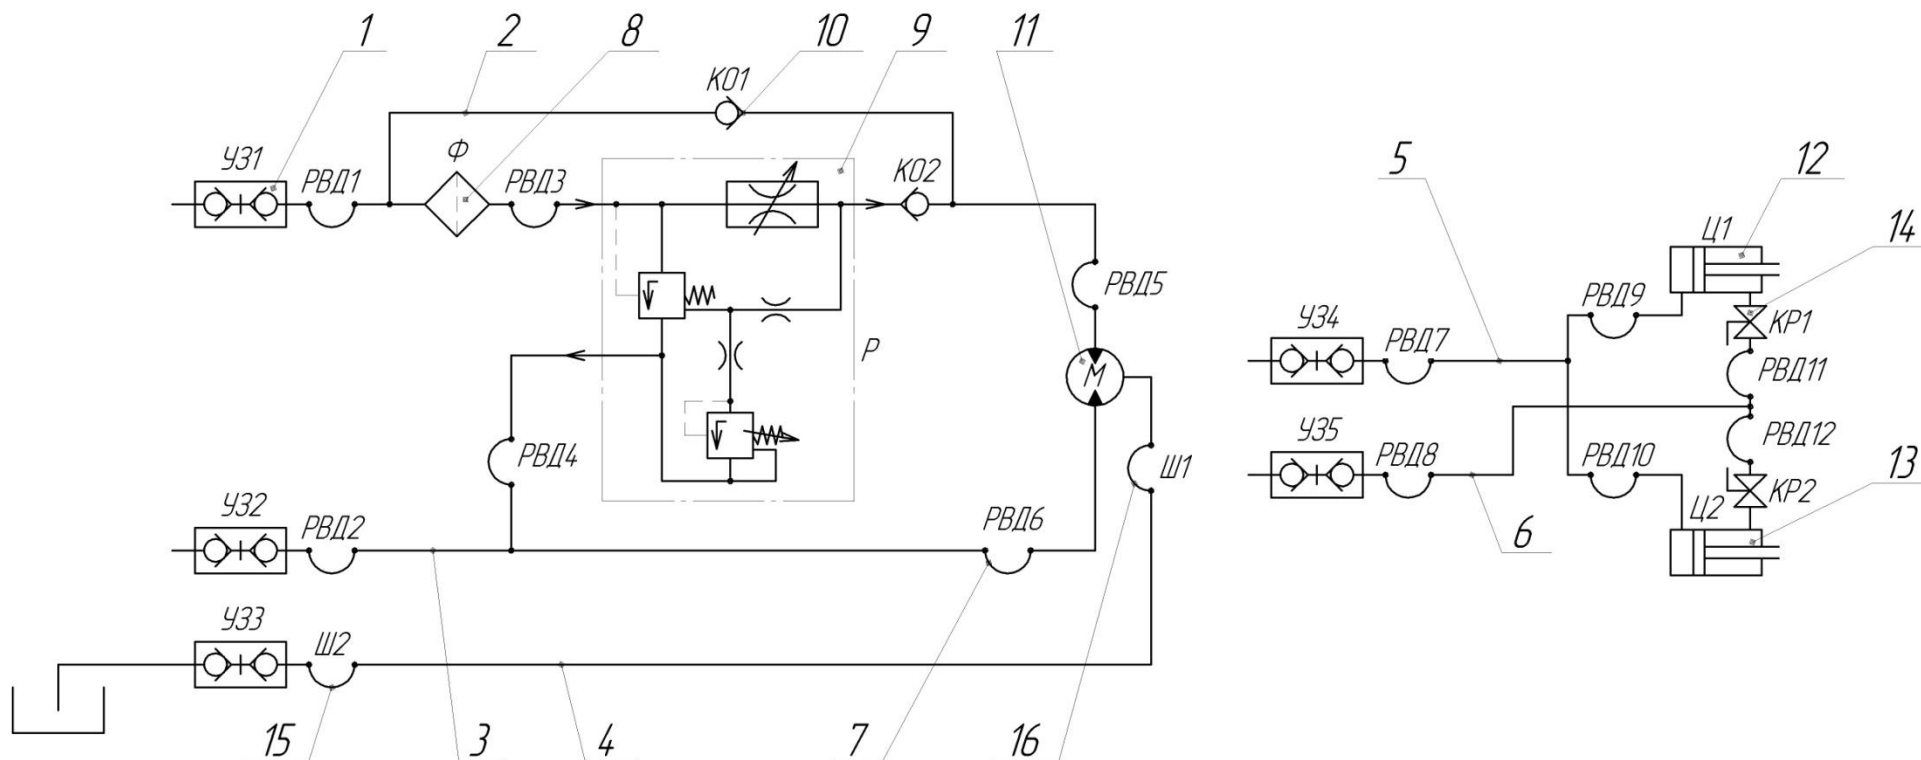 1 2 8 10 9 11
КО1
Ф
УЗ1 РВД1 РВД3 КО2
5 12
Ц1 14
РВД5 РВД9
УЗ4 РВД7 КР1
Р
М РВД11
РВД4 Ш1 УЗ5 РВД8 РВД10 РВД12
УЗ2 РВД2 РВД6 Ц2 КР2 13
6
УЗ3 Ш2
15 3 4 7 16